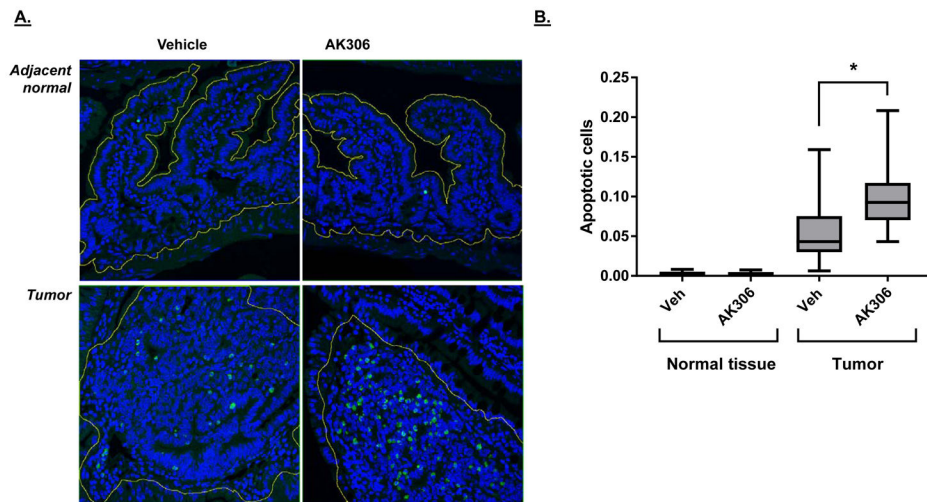 A.
Vehicle
AK306
Adjacent
normal
Tumor
B.
*
Apoptotic cells
0.25
0.20
0.15
0.10
0.05
0.00
Veh
AK306
Veh
AK306
Normal tissue
Tumor